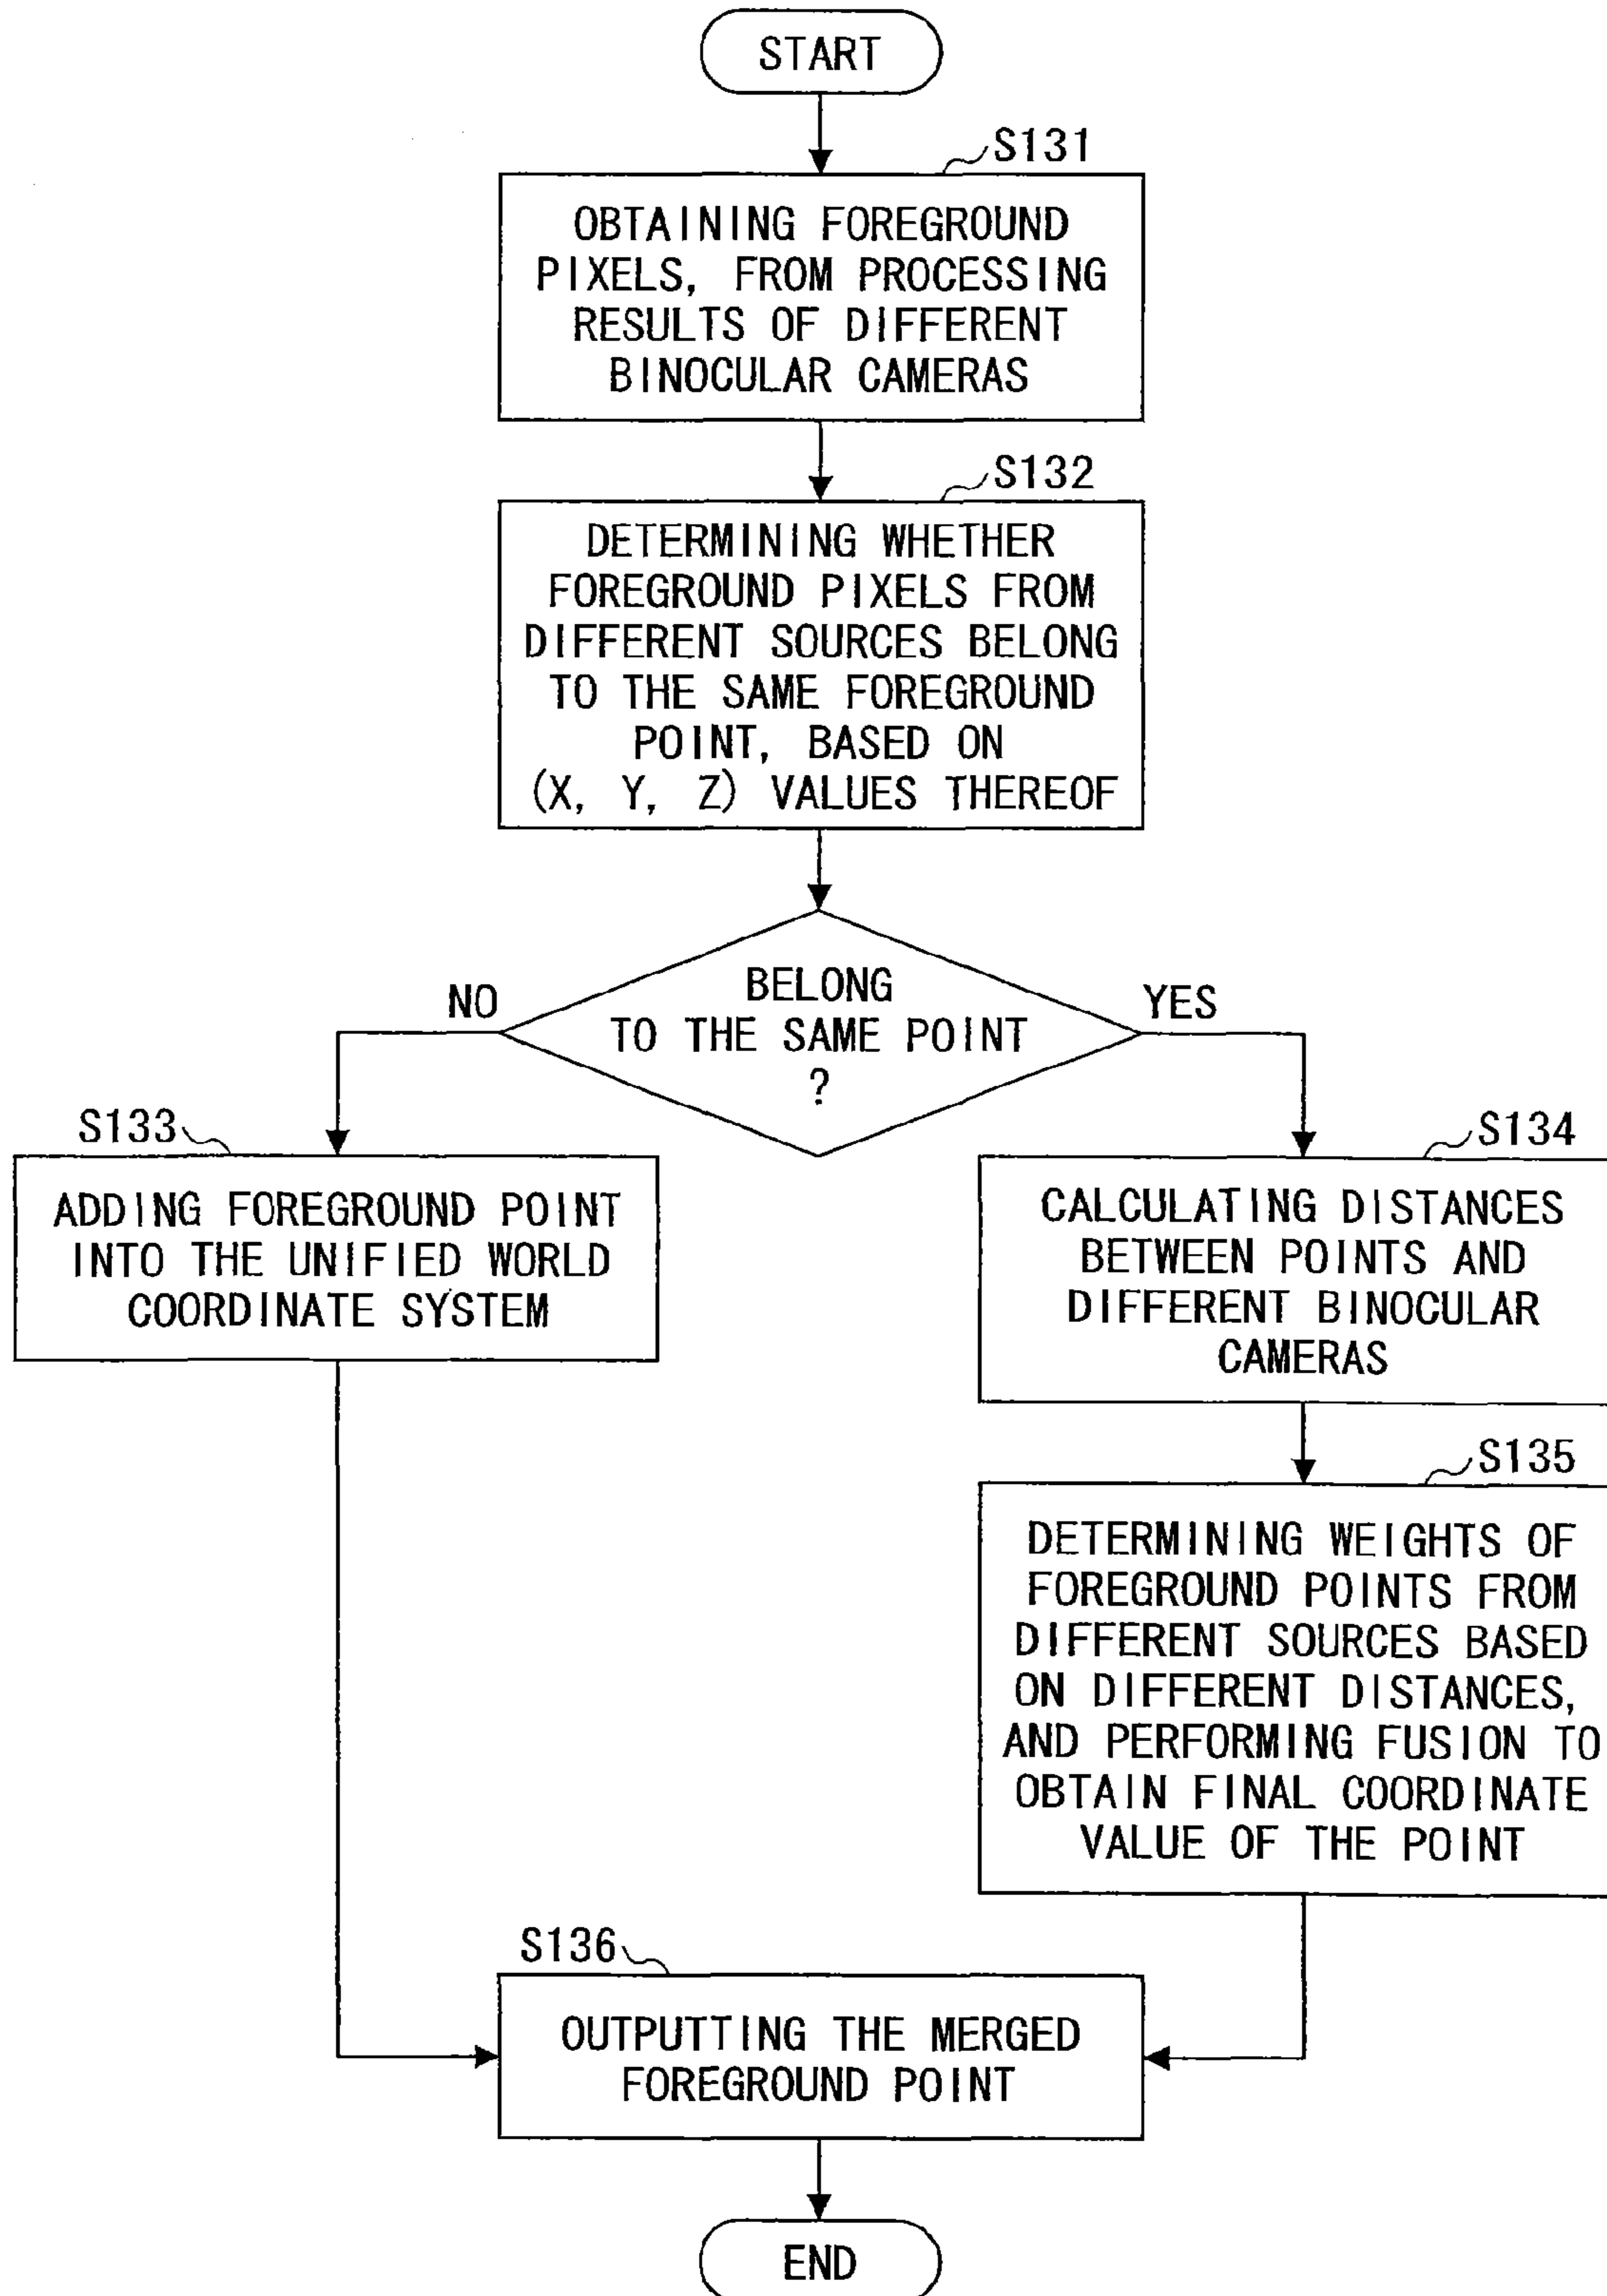 START
S131
OBTAINING FOREGROUND
PIXELS, FROM PROCESSING
RESULTS OF DIFFERENT
BINOCULAR CAMERAS
S132
DETERMINING WHETHER
FOREGROUND PIXELS FROM
DIFFERENT SOURCES BELONG
TO THE SAME FOREGROUND
POINT, BASED ON
(X, Y, Z) VALUES THEREOF
BELONG
TO THE SAME POINT
?
NO
YES
S133
ADDING FOREGROUND POINT
INTO THE UNIFIED WORLD
COORDINATE SYSTEM
S134
CALCULATING DISTANCES
BETWEEN POINTS AND
DIFFERENT BINOCULAR
CAMERAS
S135
DETERMINING WEIGHTS OF
FOREGROUND POINTS FROM
DIFFERENT SOURCES BASED
ON DIFFERENT DISTANCES,
AND PERFORMING FUSION TO
OBTAIN FINAL COORDINATE
VALUE OF THE POINT
S136
OUTPUTTING THE MERGED
FOREGROUND POINT
END